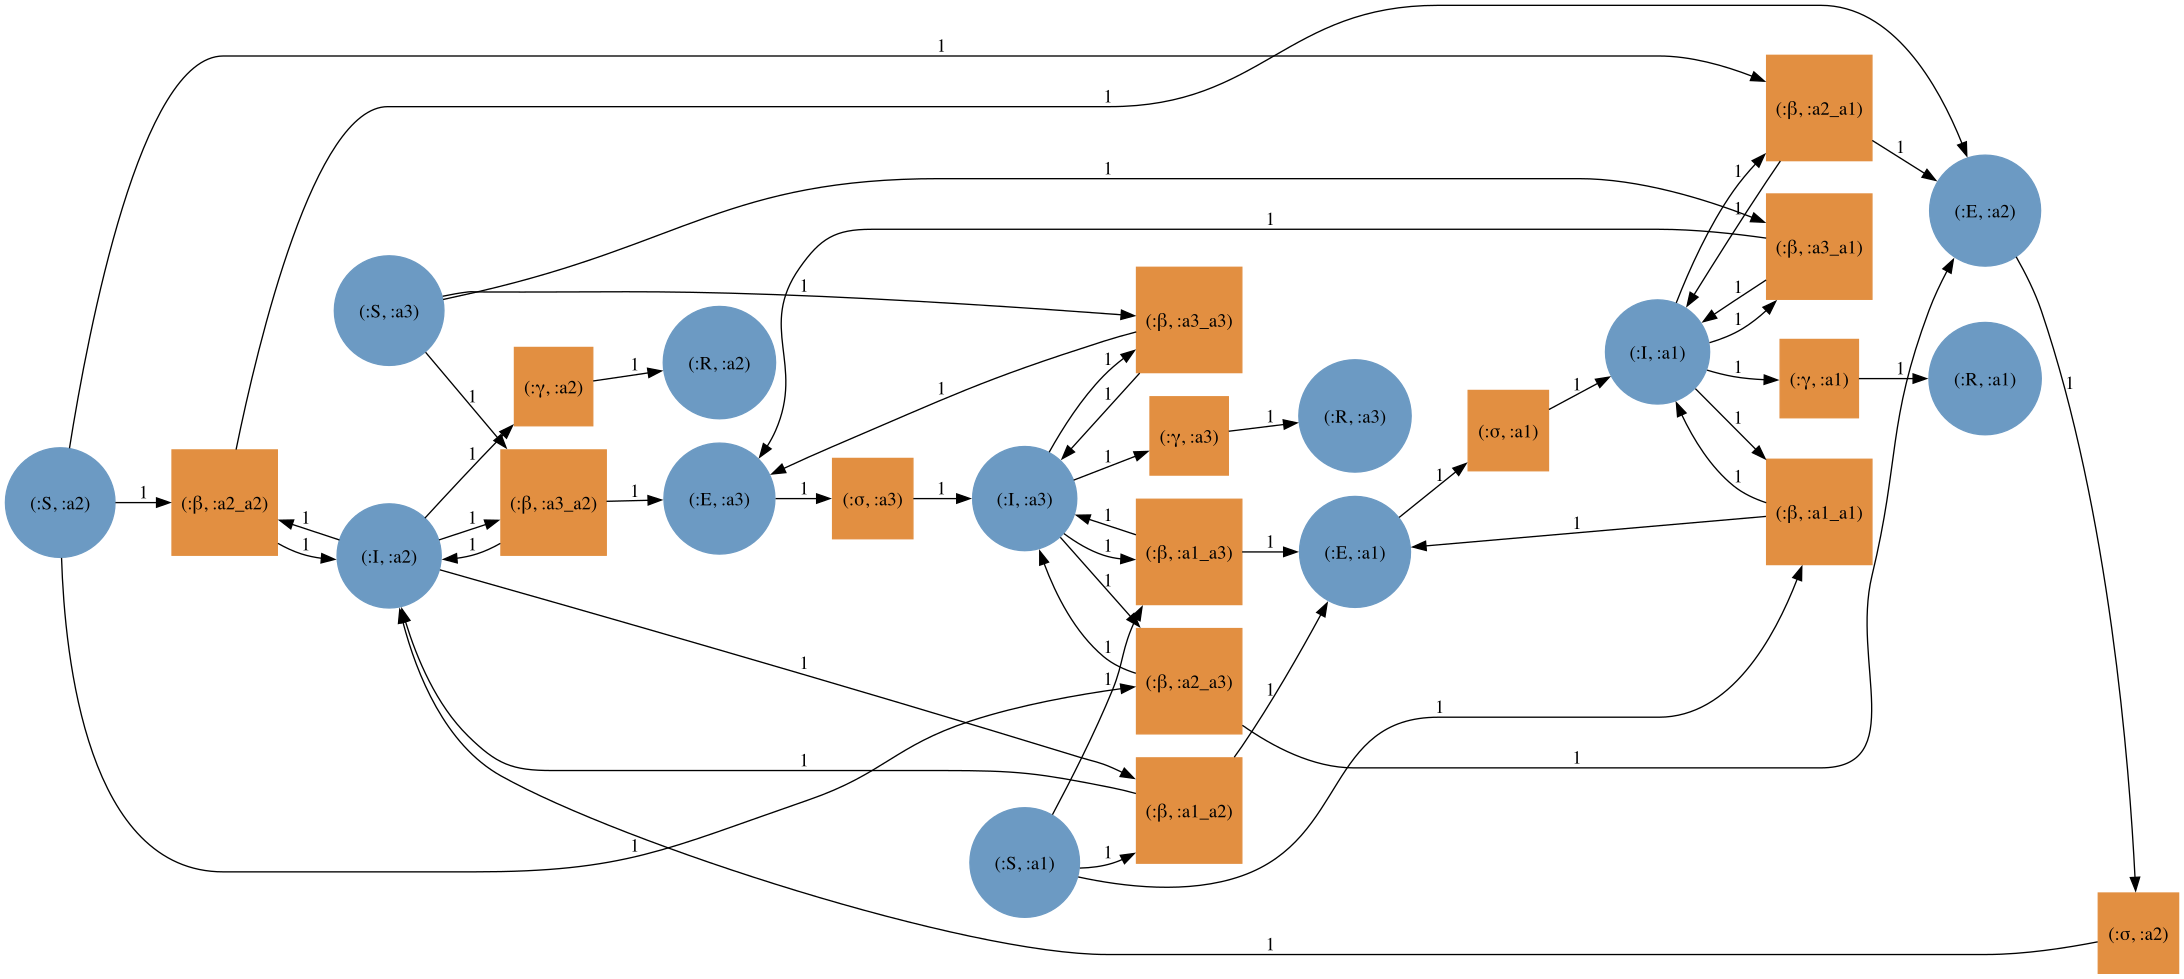 1
1
(:β, :a2_a1)
1
1
1
(:E, :a2)
1
1
(:β, :a3_a1)
1
1
(:S, :a3)
1
(:β, :a3_a3)
(:R, :a2)
1
(:γ, :a2)
1
1
1
1
1
(:I, :a1)
1
(:γ, :a1)
1
(:R, :a1)
1
(:R, :a3)
1
(:γ, :a3)
1
(:σ, :a1)
1
1
1
1
(:S, :a2)
1
(:β, :a2_a2)
1
1
(:I, :a2)
1
1
(:β, :a3_a2)
1
(:E, :a3)
1
(:σ, :a3)
1
(:I, :a3)
1
1
(:β, :a1_a3)
1
(:E, :a1)
1
1
(:β, :a1_a1)
1
1
1
1
(:β, :a2_a3)
1
1
1
1
1
(:β, :a1_a2)
1
(:S, :a1)
1
1
(:σ, :a2)